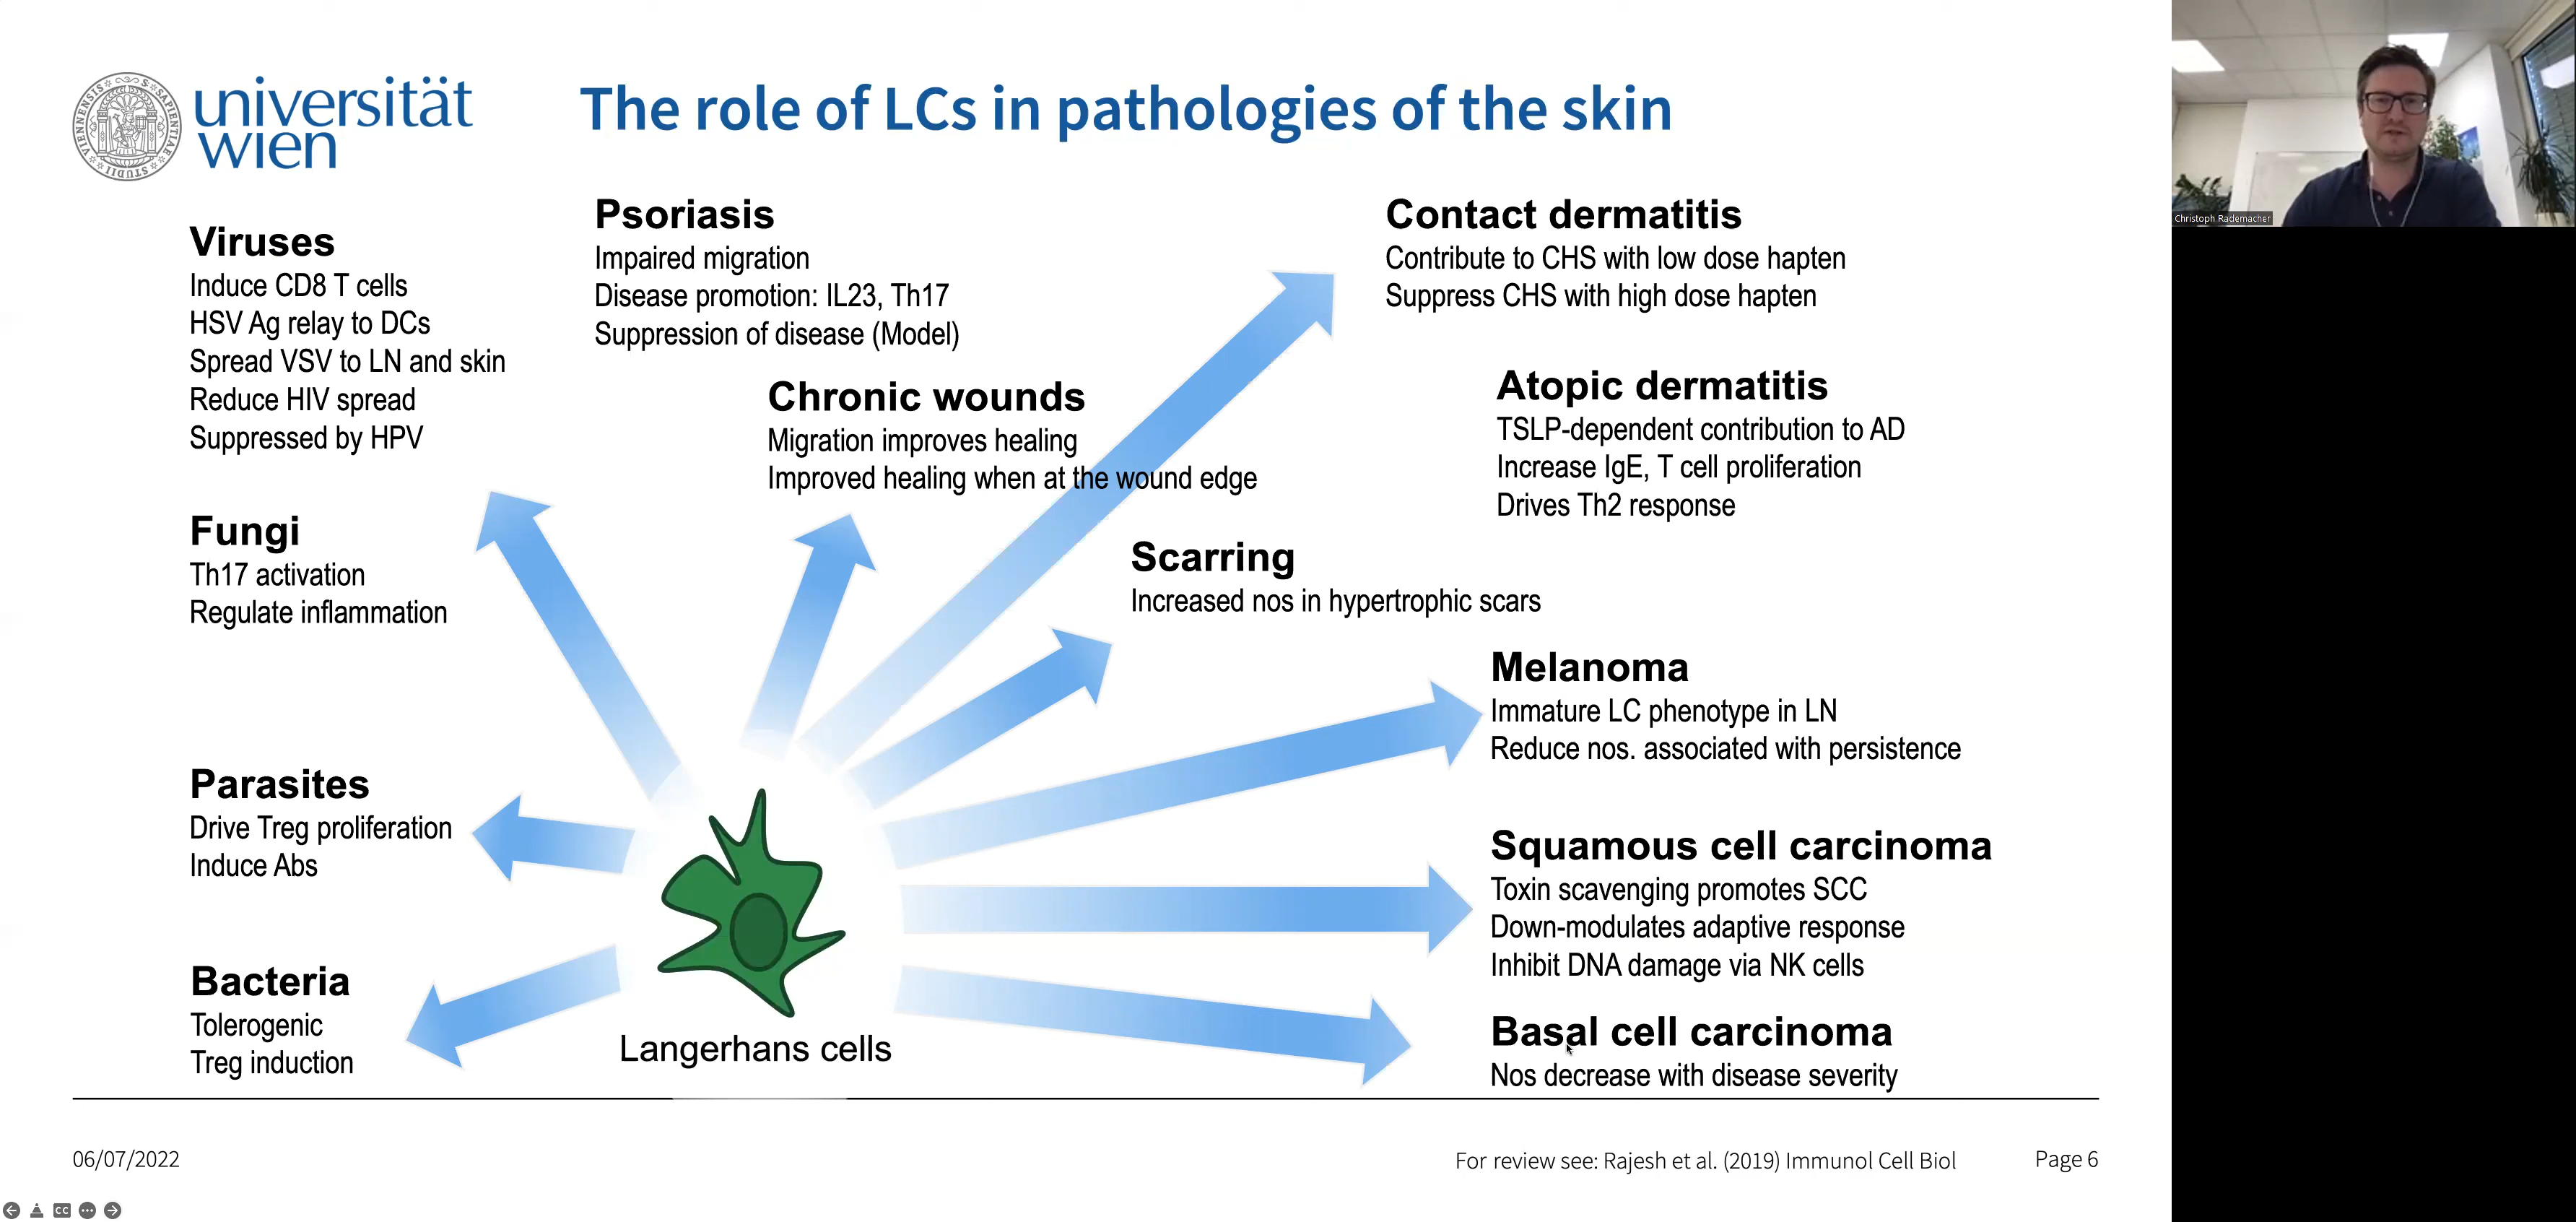 universität
wien
The role of LCs in pathologies of the skin
Viruses
Induce CD8 T cells
HSV Ag relay to DCs
Spread VSV to LN and skin
Reduce HIV spread
Suppressed by HPV
Psoriasis
Impaired migration
Disease promotion: IL23, Th17
Suppression of disease (Model)
Contact dermatitis
Contribute to CHS with low dose hapten
Suppress CHS with high dose hapten
Chronic wounds
Migration improves healing
Improved healing when at the wound edge
Atopic dermatitis
TSLP-dependent contribution to AD
Increase IgE, T cell proliferation
Drives Th2 response
Fungi
Th17 activation
Regulate inflammation
Scarring
Increased nos in hypertrophic scars
Melanoma
Immature LC phenotype in LN
Reduce nos. associated with persistence
Parasites
Drive Treg proliferation
Induce Abs
Squamous cell carcinoma
Toxin scavenging promotes SCC
Down-modulates adaptive response
Inhibit DNA damage via NK cells
Bacteria
Tolerogenic
Treg induction
Langerhans cells
Basal cell carcinoma
Nos decrease with disease severity
06/07/2022
For review see: Rajesh et al. (2019) Immunol Cell Biol
Page 6
Christoph Rademacher
CC